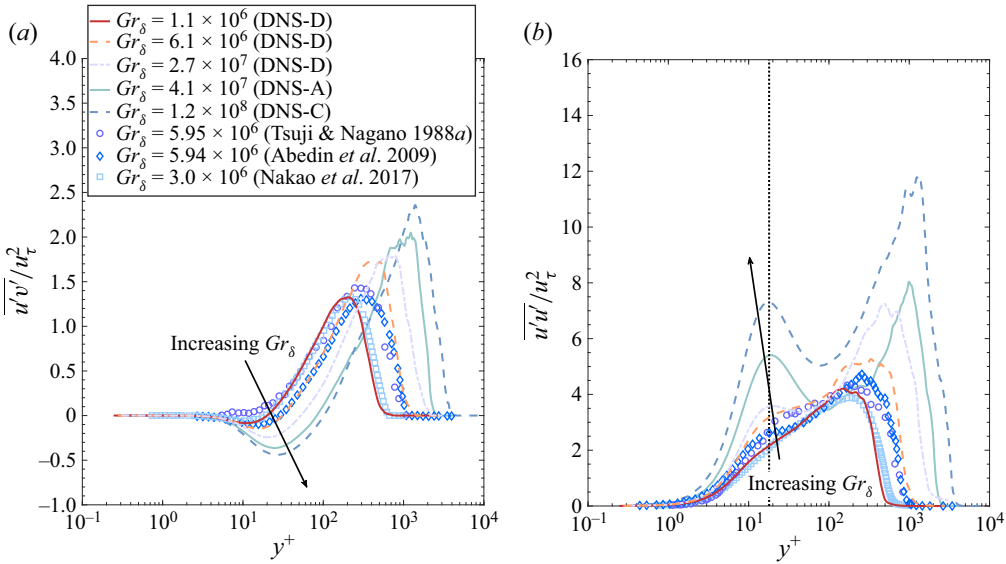 (a)
Gr_δ = 1.1 × 10^6 (DNS-D)
Gr_δ = 6.1 × 10^6 (DNS-D)
Gr_δ = 2.7 × 10^7 (DNS-D)
Gr_δ = 4.1 × 10^7 (DNS-A)
Gr_δ = 1.2 × 10^8 (DNS-C)
Gr_δ = 5.95 × 10^6 (Tsuji & Nagano 1988a)
Gr_δ = 5.94 × 10^6 (Abedin et al. 2009)
Gr_δ = 3.0 × 10^6 (Nakao et al. 2017)
4.0
3.5
3.0
2.5
2.0
1.5
1.0
0.5
0
−0.5
−1.0
u′v′/u_τ^2
Increasing Gr_δ
10^−1
10^0
10^1
10^2
10^3
10^4
y^+
(b)
16
14
12
10
8
6
4
2
0
u′u′/u_τ^2
Increasing Gr_δ
10^−1
10^0
10^1
10^2
10^3
10^4
y^+